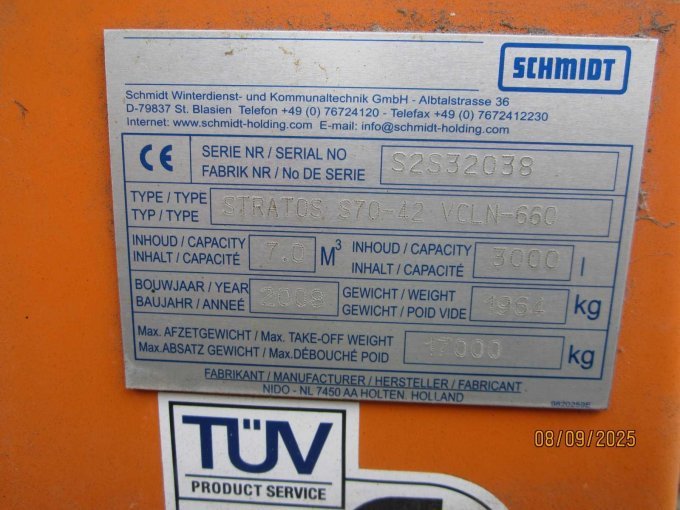 SCHMIDT
Schmidt Winterdienst- und Kommunaltechnik GmbH - Albtalstrasse 36
D-79837 St. Blasien Telefon +49 (0) 76724120 - Telefax +49 (0) 7672412230
Internet: www.schmidt-holding.com E-mail: info@schmidt-holding.com
CE
SERIE NR / SERIAL NO
FABRIK NR / No DE SERIE
S2S32038
TYPE / TYPE
TYP / TYPE
STRATOS S70-42 VCLN-660
INHOUD / CAPACITY
INHALT / CAPACITÉ
7.0 M3
INHOUD / CAPACITY
INHALT / CAPACITÉ
3000 l
BOUWJAAR / YEAR
BAUJAHR / ANNEÉ
2008
GEWICHT / WEIGHT
GEWICHT / POID VIDE
1964 kg
Max. AFZETGEWICHT / Max. TAKE-OFF WEIGHT
Max.ABSATZ GEWICHT / Max.DÉBOUCHÉ POID
17000 kg
FABRIKANT / MANUFACTURER / HERSTELLER / FABRICANT
NIDO - NL 7450 AA HOLTEN. HOLLAND
9820259E
TÜV
PRODUCT SERVICE
08/09/2025